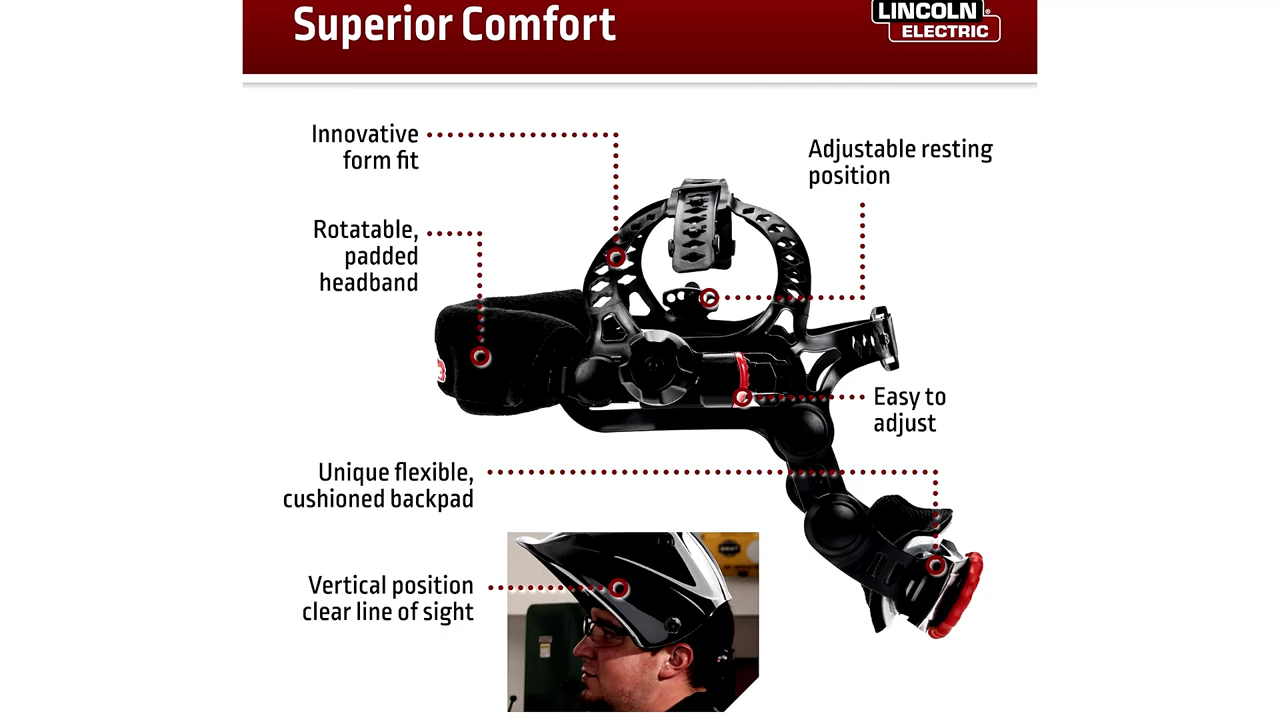 Superior Comfort
LINCOLN®
ELECTRIC
Innovative
form fit
Adjustable resting
position
Rotatable,
padded
headband
Easy to
adjust
Unique flexible,
cushioned backpad
Vertical position
clear line of sight